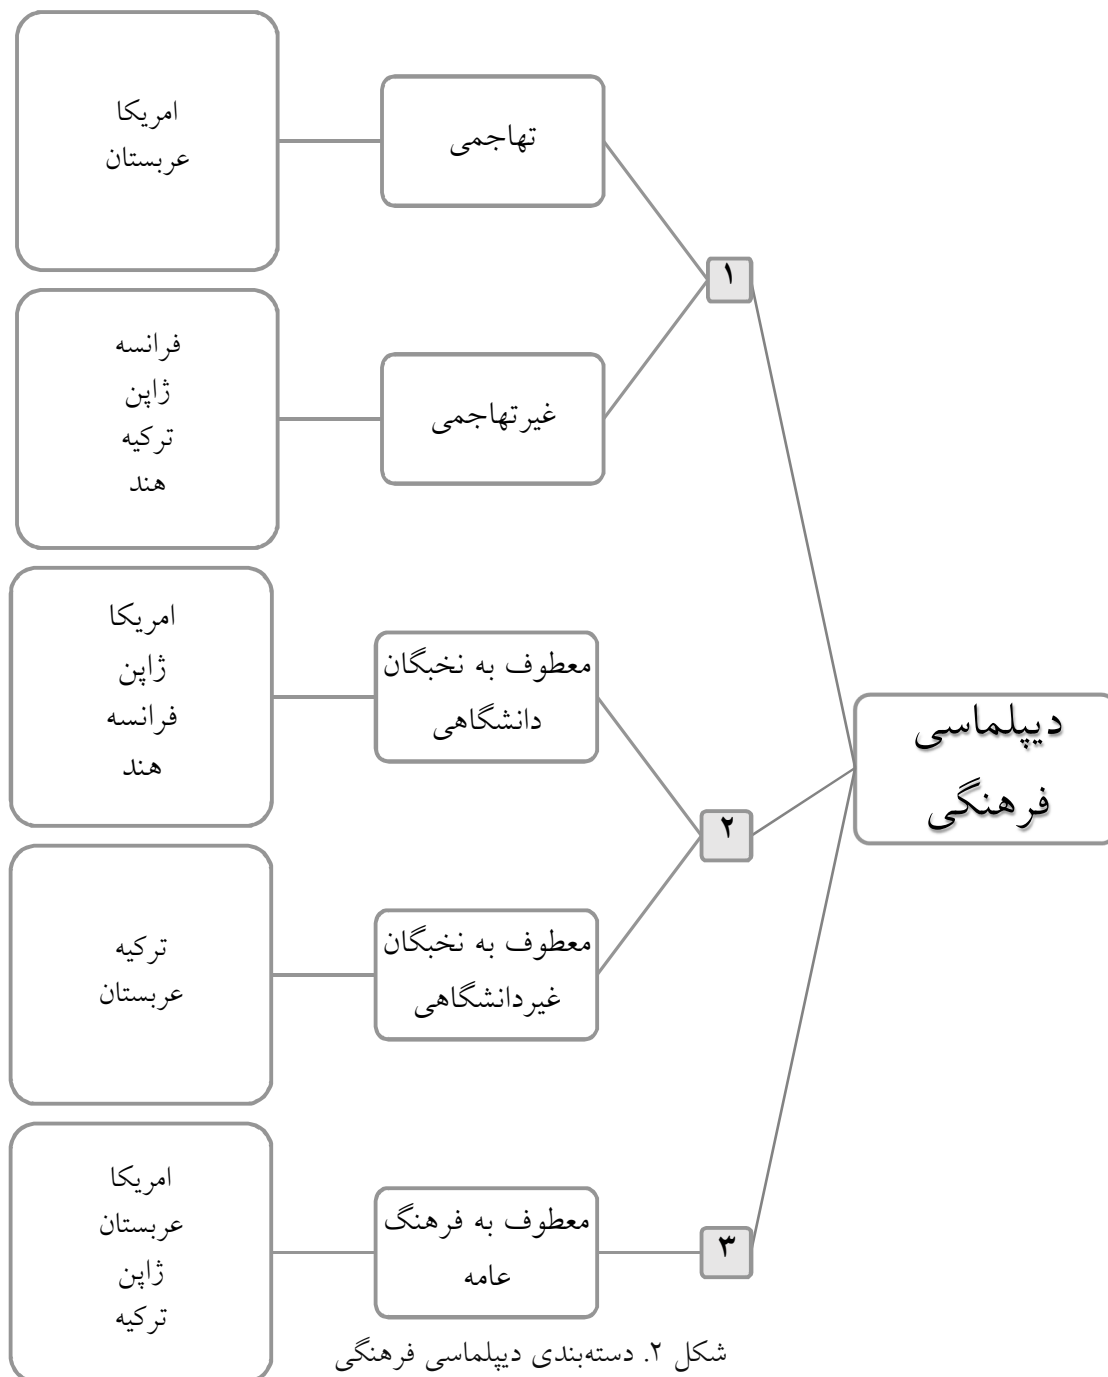 دیپلماسی
فرهنگی
۱
تهاجمی
امریکا
عربستان
غیرتهاجمی
فرانسه
ژاپن
ترکیه
هند
۲
معطوف به نخبگان
دانشگاهی
امریکا
ژاپن
فرانسه
هند
معطوف به نخبگان
غیردانشگاهی
ترکیه
عربستان
۳
معطوف به فرهنگ
عامه
امریکا
عربستان
ژاپن
ترکیه
شکل ۲. دسته‌بندی دیپلماسی فرهنگی